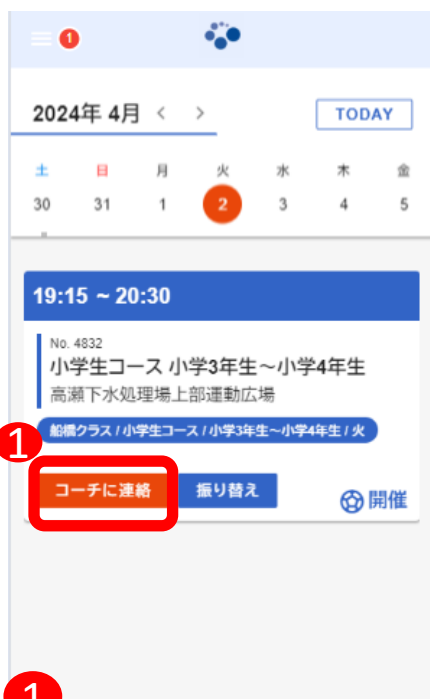 1
2024年 4月 < >
TODAY
土 日 月 火 水 木 金
30 31 1 2 3 4 5
19:15 ~ 20:30
No. 4832
小学生コース 小学3年生～小学4年生
高瀬下水処理場上部運動広場
船橋クラス / 小学生コース / 小学3年生～小学4年生 / 火
1
コーチに連絡
振り替え
開催
1